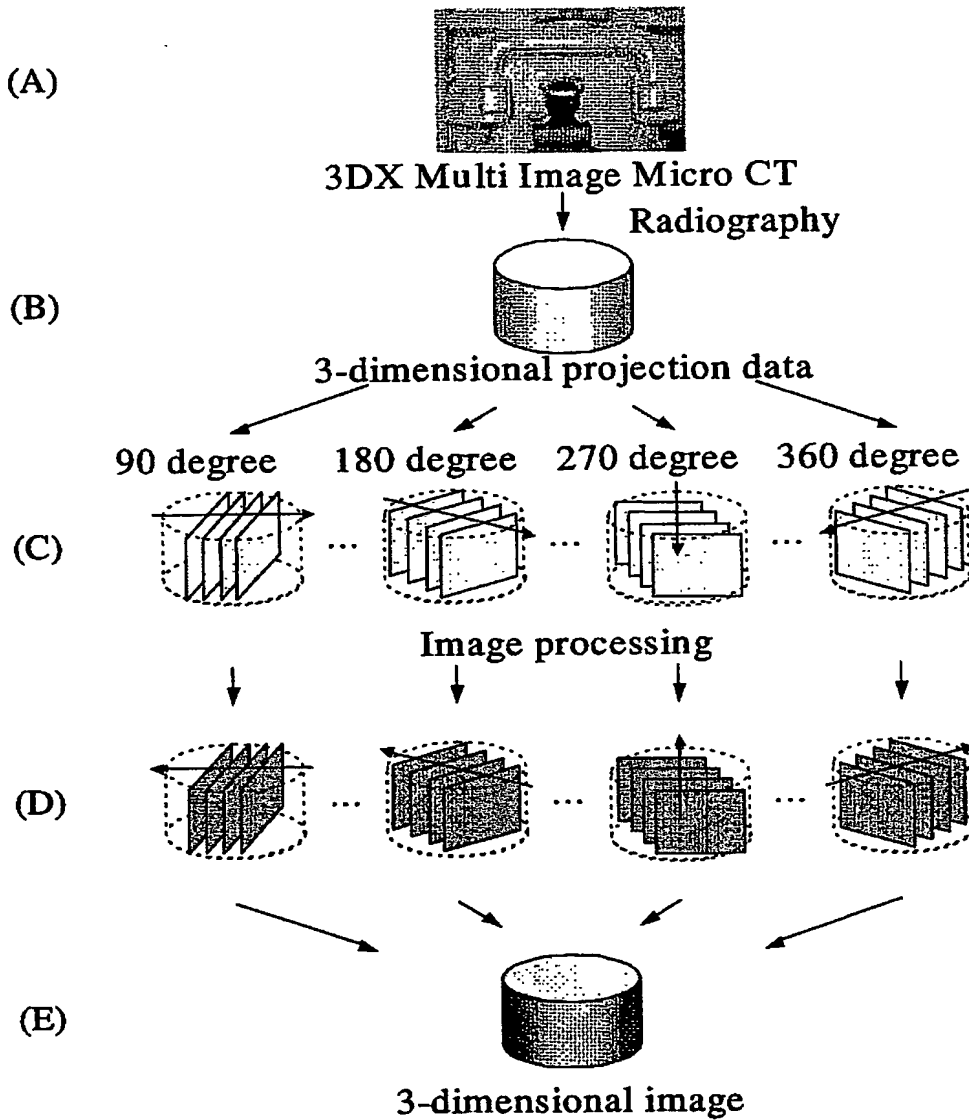 (A)
3DX Multi Image Micro CT
Radiography
(B)
3-dimensional projection data
90 degree 180 degree 270 degree 360 degree
(C) ... ... ...
Image processing
(D) ... ... ...
(E)
3-dimensional image